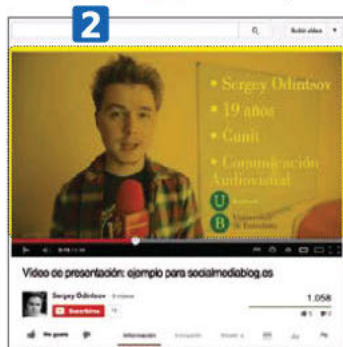 2
Subir vídeo
• Sergey Odintsov
• 19 años
• Cunit
• Comunicación
Audiovisual
U
B
Universitat
de Barcelona
Vídeo de presentación: ejemplo para socialmediablog.es
Sergey Odintsov
Suscribirse
1.058
Me gusta
Información